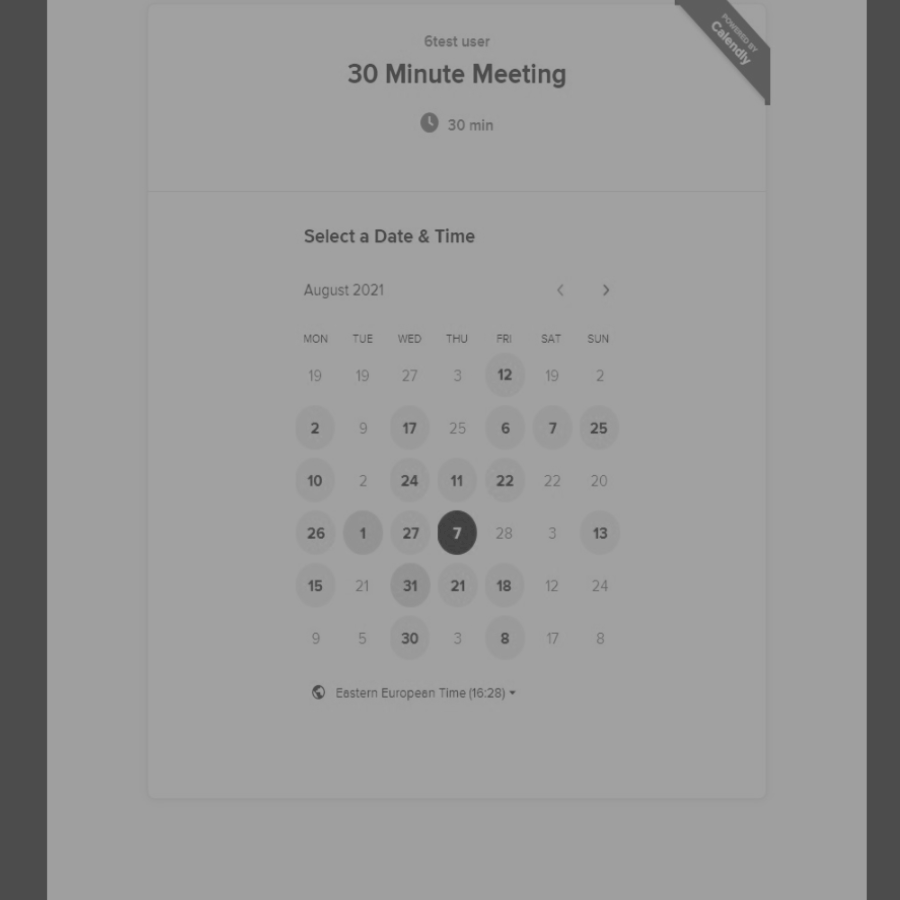 POWERED BY
Calendly
6test user
30 Minute Meeting
30 min
Select a Date & Time
August 2021
MON TUE WED THU FRI SAT SUN
19 19 27 3 12 19 2
2 9 17 25 6 7 25
10 2 24 11 22 22 20
26 1 27 7 28 3 13
15 21 31 21 18 12 24
9 5 30 3 8 17 8
Eastern European Time (16:28)